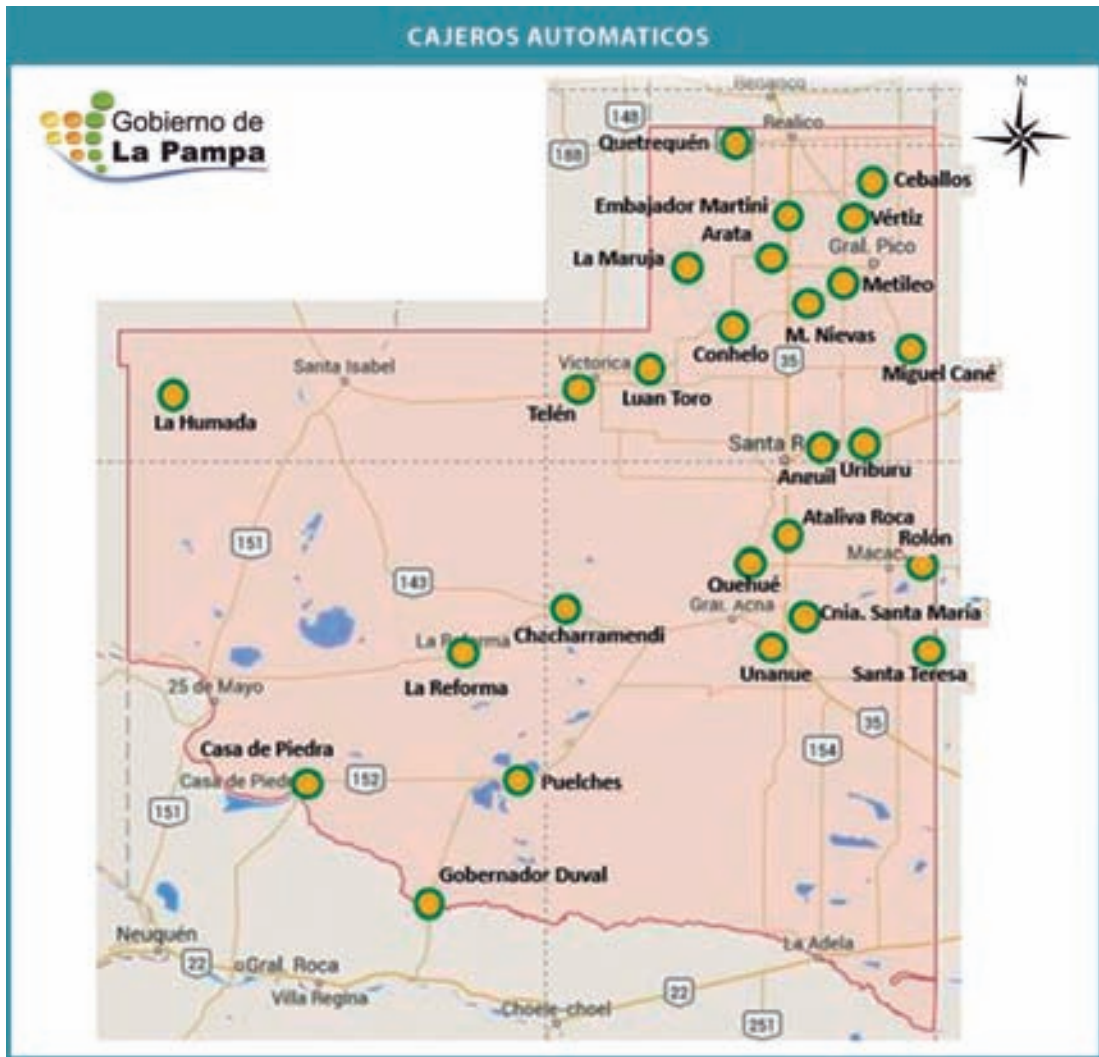 CAJEROS AUTOMATICOS
Gobierno de
La Pampa
N
148
Realico
188
Quetrequén
Ceballos
Embajador Martini
Vértiz
Arata
Gral. Pico
La Maruja
Metileo
M. Nievas
Conhelo
35
Miguel Cané
Victorica
Santa Isabel
Luan Toro
Telén
La Humada
Santa R
Aneuil
Uriburu
Ataliva Roca
Rolón
151
Macac
143
Quehué
Gral. Acha
Cnia. Santa María
Chacharramendi
La Reforma
Unanue
Santa Teresa
La Reforma
25 de Mayo
35
154
Casa de Piedra
Casa de Pied
152
Puelches
151
Gobernador Duval
Neuquén
22
Gral. Roca
Villa Regina
La Adela
22
Choele-choel
251